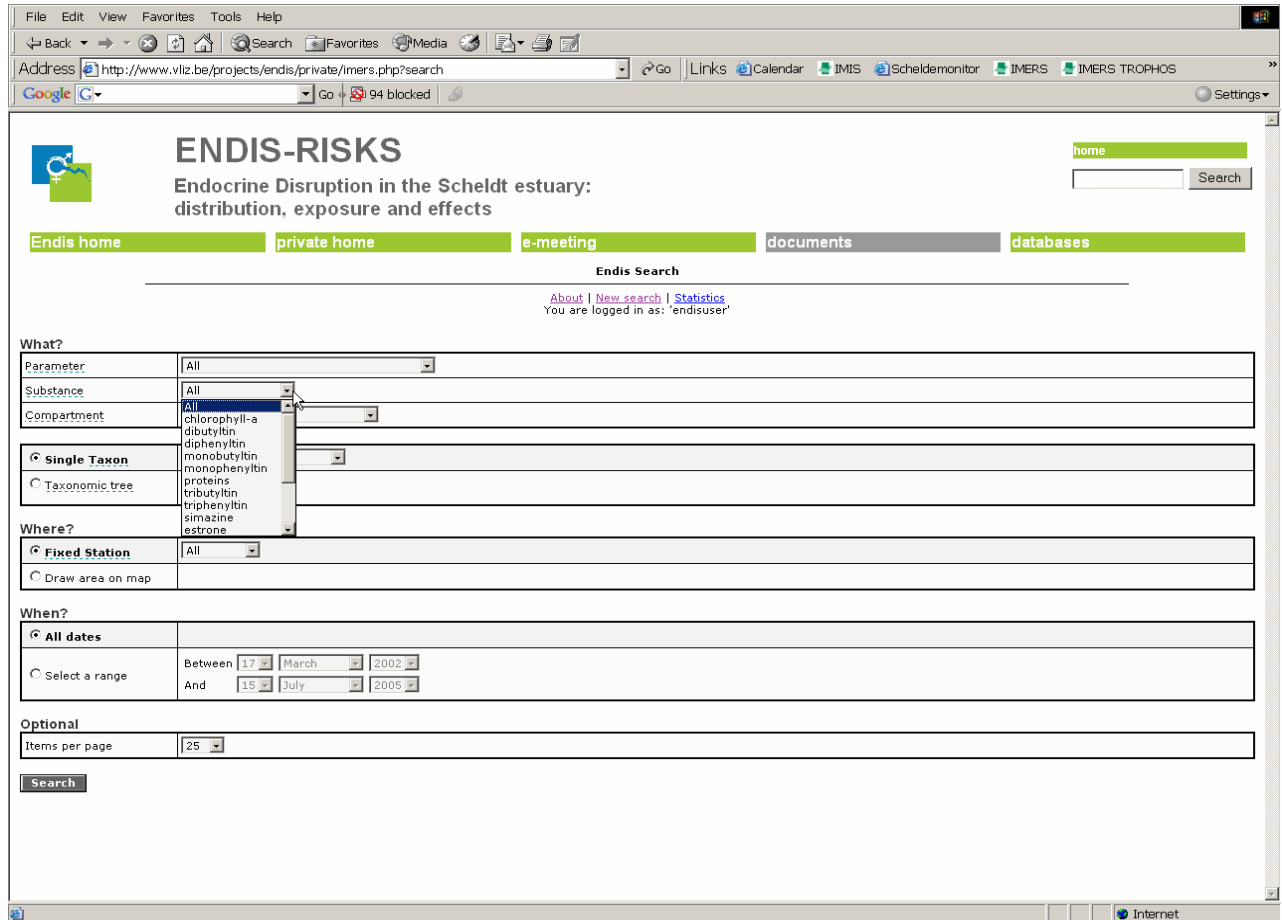 File Edit View Favorites Tools Help
Back Search Favorites Media
Address http://www.vliz.be/projects/endis/private/imers.php?search Go Links Calendar IMIS Scheldemonitor IMERS IMERS TROPHOS »
Google G Go 94 blocked Settings
ENDIS-RISKS
Endocrine Disruption in the Scheldt estuary:
distribution, exposure and effects
home
Search
Endis home private home e-meeting documents databases
Endis Search
About | New search | Statistics
You are logged in as: 'endisuser'
What?
Parameter All
Substance All
Compartment
All
chlorophyll-a
dibutyltin
diphenyltin
monobutyltin
monophenyltin
proteins
tributyltin
triphenyltin
simazine
estrone
Single Taxon
Taxonomic tree
Where?
Fixed Station All
Draw area on map
When?
All dates
Select a range
Between 17 March 2002
And 15 July 2005
Optional
Items per page 25
Search
Internet